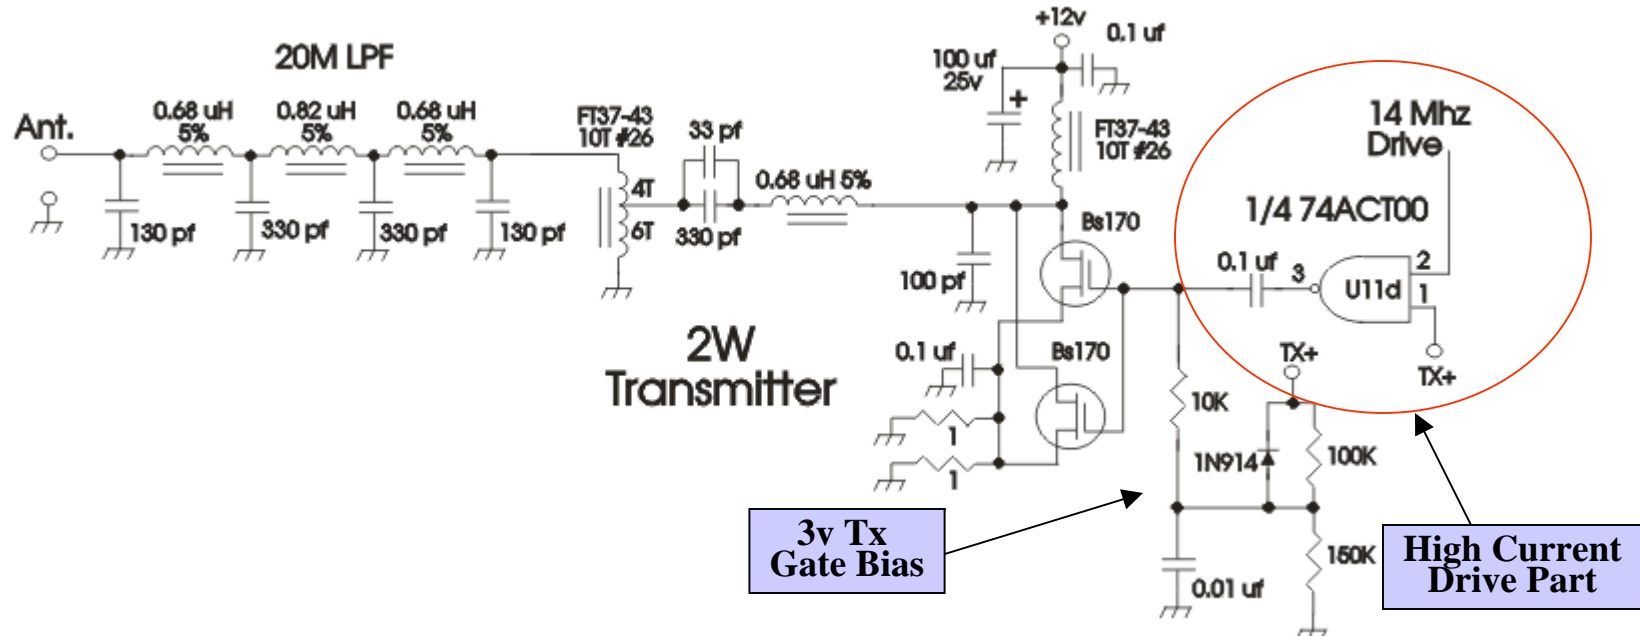 +12v
0.1 uf
20M LPF
100 uf
25v
+
14 Mhz
Drive
Ant.
0.68 uH
5%
0.82 uH
5%
0.68 uH
5%
FT37-43
10T #26
33 pf
FT37-43
10T #26
4T
0.68 uH 5%
1/4 74ACT00
130 pf
330 pf
330 pf
130 pf
6T
330 pf
Bs170
0.1 uf
3
2
U11d
1
100 pf
2W
Transmitter
0.1 uf
Bs170
TX+
TX+
10K
1
1N914
100K
1
3v Tx
Gate Bias
150K
High Current
Drive Part
0.01 uf